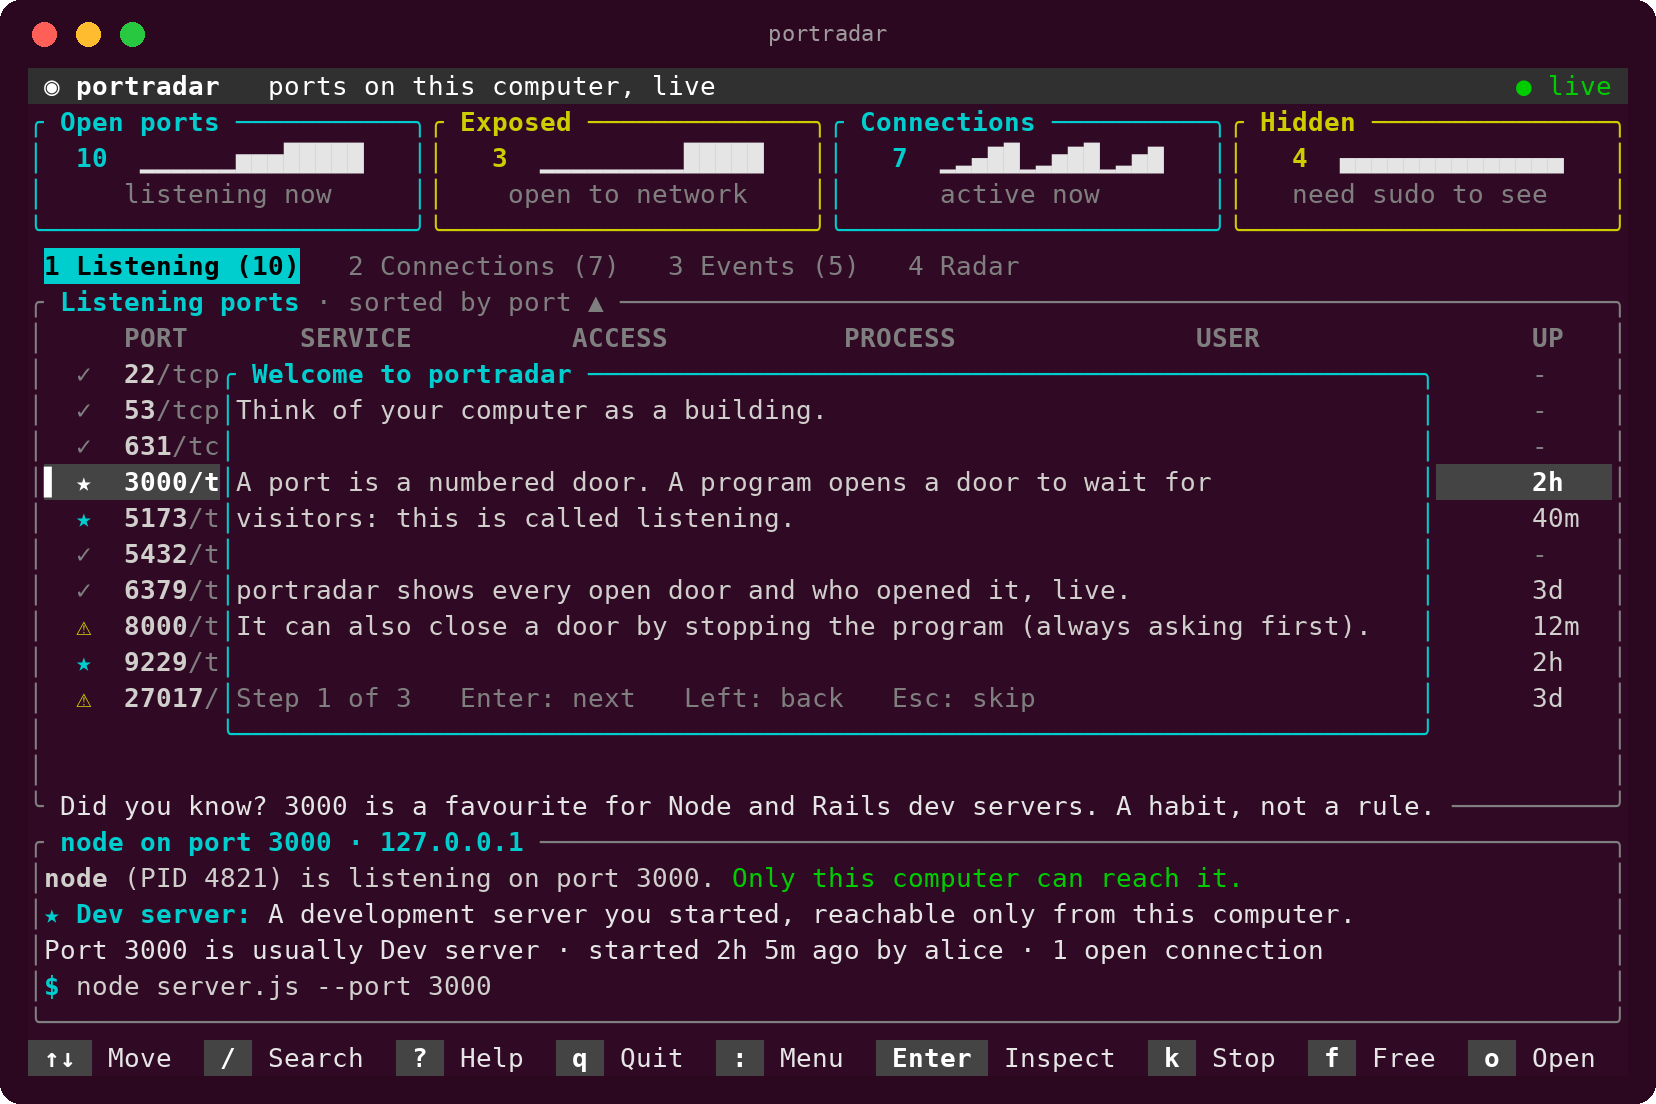 portradar
◉ portradar   ports on this computer, live   ● live
Open ports   Exposed   Connections   Hidden
10   3   7   4
listening now   open to network   active now   need sudo to see
1 Listening (10)   2 Connections (7)   3 Events (5)   4 Radar
Listening ports · sorted by port ▲
PORT   SERVICE   ACCESS   PROCESS   USER   UP
✓ 22/tcp   Welcome to portradar   -
✓ 53/tcp   Think of your computer as a building.   -
✓ 631/tc   -
★ 3000/t   A port is a numbered door. A program opens a door to wait for   2h
★ 5173/t   visitors: this is called listening.   40m
✓ 5432/t   -
✓ 6379/t   portradar shows every open door and who opened it, live.   3d
⚠ 8000/t   It can also close a door by stopping the program (always asking first).   12m
★ 9229/t   2h
⚠ 27017/   Step 1 of 3   Enter: next   Left: back   Esc: skip   3d
Did you know? 3000 is a favourite for Node and Rails dev servers. A habit, not a rule.
node on port 3000 · 127.0.0.1
node (PID 4821) is listening on port 3000. Only this computer can reach it.
★ Dev server: A development server you started, reachable only from this computer.
Port 3000 is usually Dev server · started 2h 5m ago by alice · 1 open connection
$ node server.js --port 3000
↑↓ Move   / Search   ? Help   q Quit   : Menu   Enter Inspect   k Stop   f Free   o Open